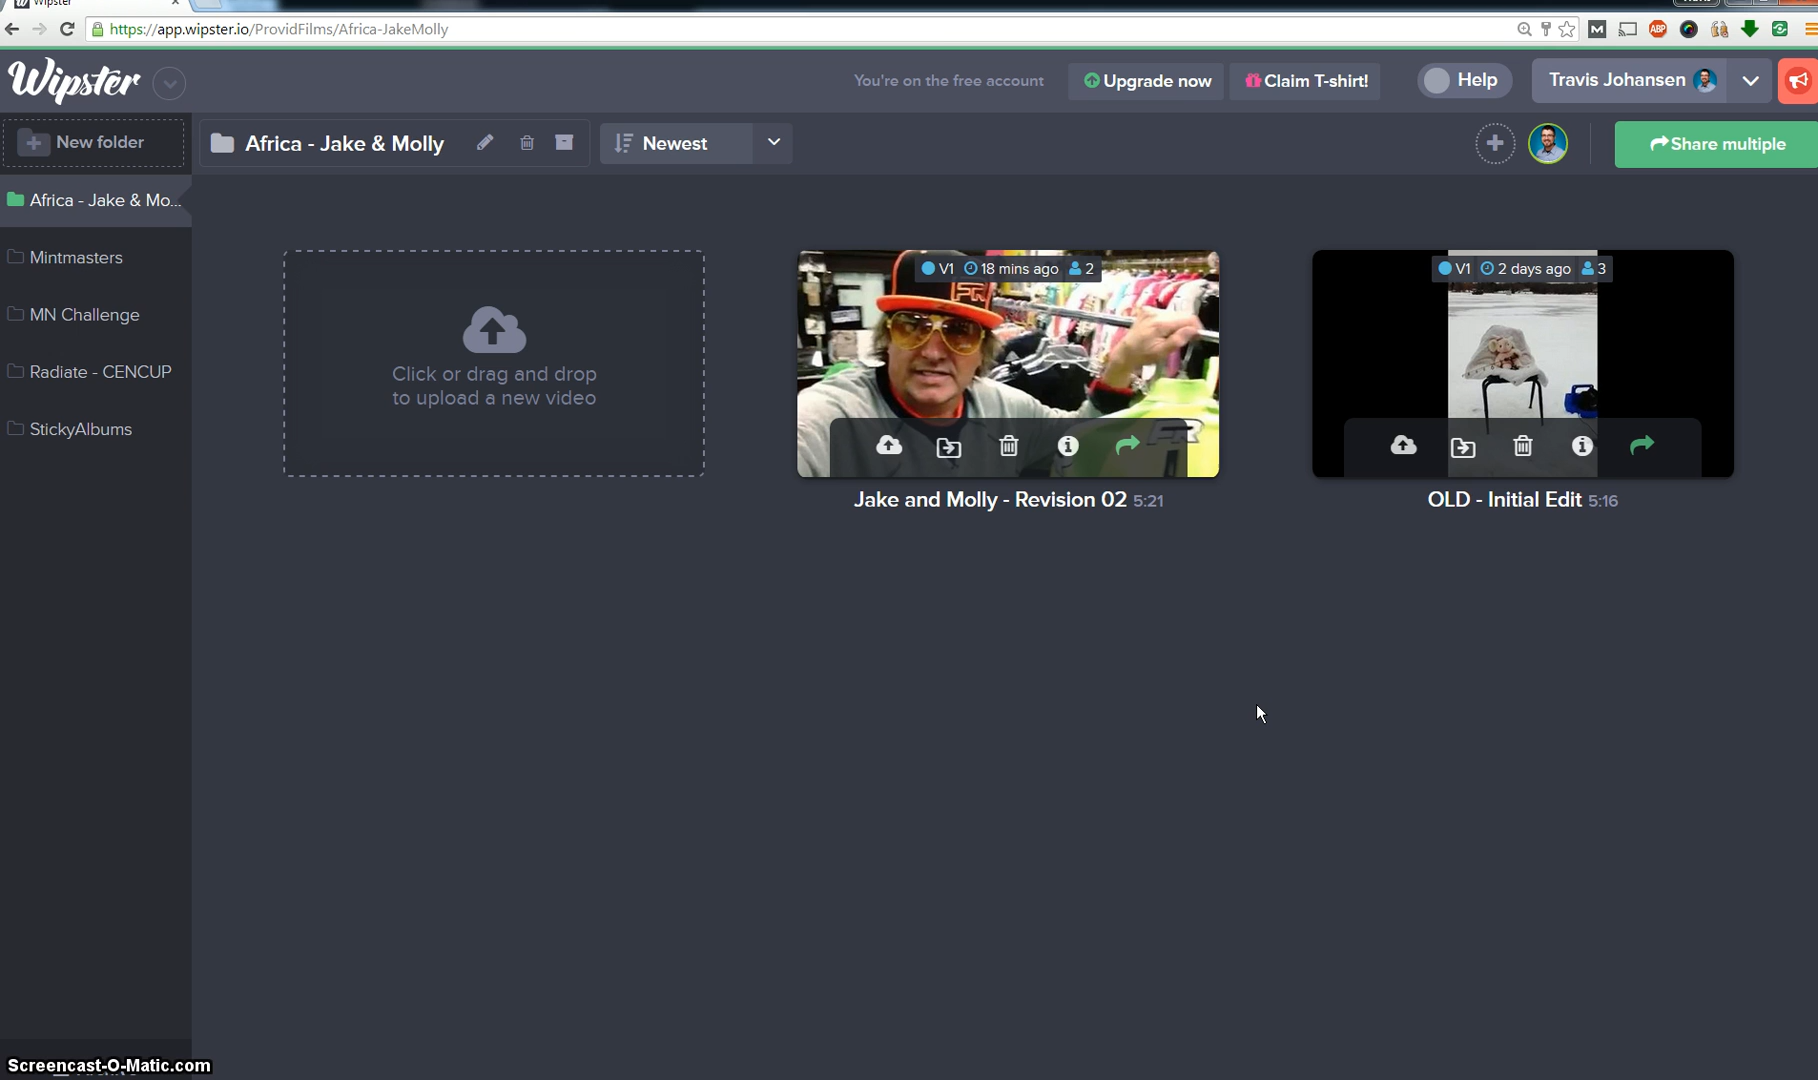 Wipster
https://app.wipster.io/ProvidFilms/Africa-JakeMolly
ABP
Wipster
You're on the free account
Upgrade now
Claim T-shirt!
Help
Travis Johansen
New folder
Africa - Jake & Molly
Newest
Share multiple
Africa - Jake & Mo...
Mintmasters
MN Challenge
Radiate - CENCUP
StickyAlbums
Click or drag and drop
to upload a new video
V1 18 mins ago 2
Jake and Molly - Revision 02 5:21
V1 2 days ago 3
OLD - Initial Edit 5:16
Screencast-O-Matic.com